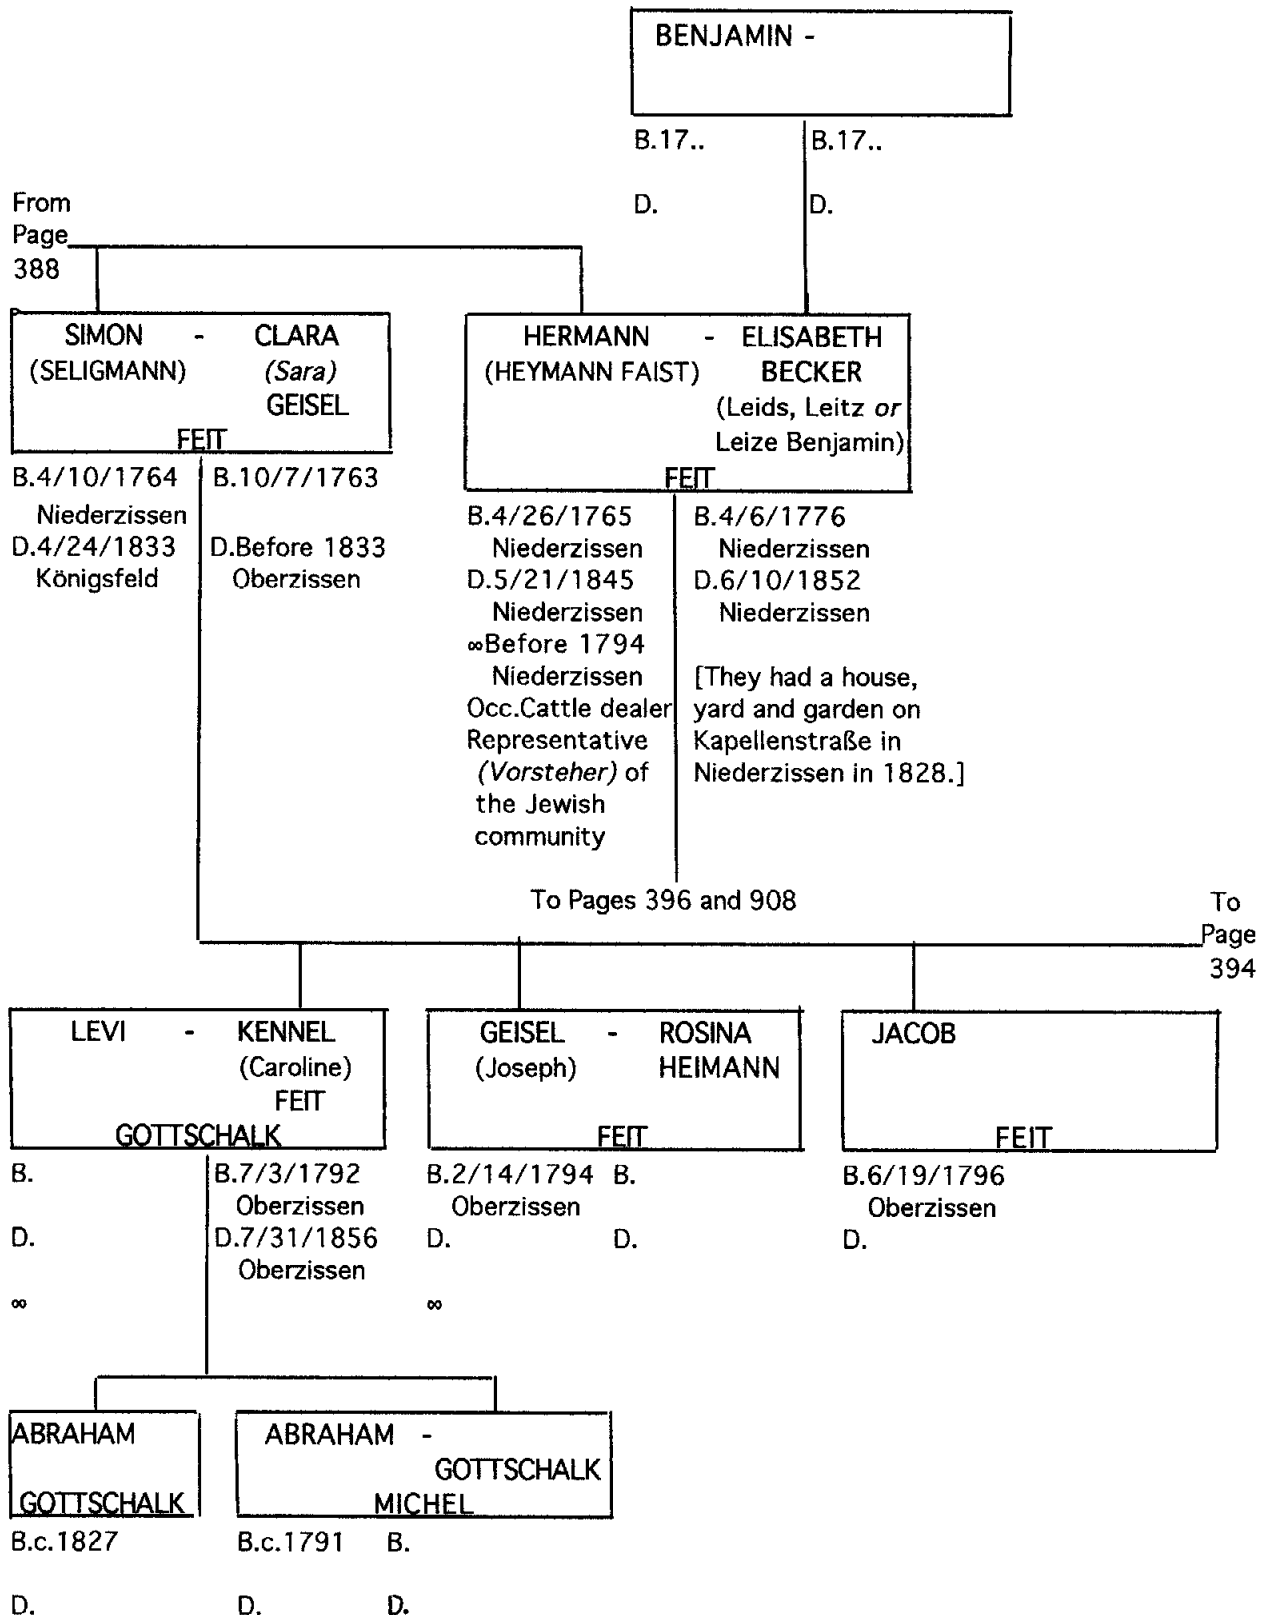 BENJAMIN -
B.17.. B.17..
D. D.
From
Page
388
SIMON - CLARA
(SELIGMANN) (Sara)
GEISEL
FEIT
B.4/10/1764 B.10/7/1763
Niederzissen
D.4/24/1833 D.Before 1833
Königsfeld Oberzissen
HERMANN - ELISABETH
(HEYMANN FAIST) BECKER
(Leids, Leitz or
Leize Benjamin)
FEIT
B.4/26/1765 B.4/6/1776
Niederzissen Niederzissen
D.5/21/1845 D.6/10/1852
Niederzissen Niederzissen
∞Before 1794
Niederzissen [They had a house,
Occ.Cattle dealer yard and garden on
Representative Kapellenstraße in
(Vorsteher) of Niederzissen in 1828.]
the Jewish
community
To Pages 396 and 908
To
Page
394
LEVI - KENNEL
(Caroline)
FEIT
GOTTSCHALK
B. B.7/3/1792
Oberzissen
D. D.7/31/1856
Oberzissen
∞
GEISEL - ROSINA
(Joseph) HEIMANN
FEIT
B.2/14/1794 B.
Oberzissen
D. D.
∞
JACOB
FEIT
B.6/19/1796
Oberzissen
D.
ABRAHAM
GOTTSCHALK
B.c.1827
D.
ABRAHAM -
GOTTSCHALK
MICHEL
B.c.1791 B.
D. D.